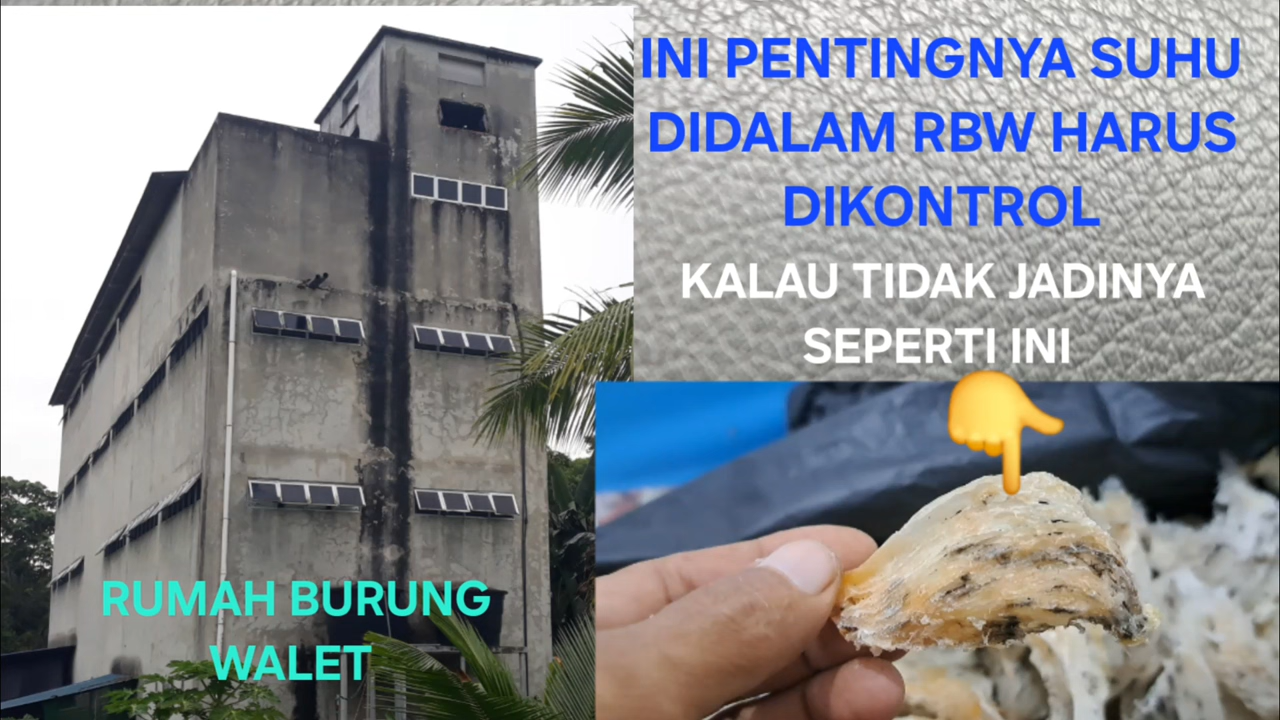 INI PENTINGNYA SUHU
DIDALAM RBW HARUS
DIKONTROL
KALAU TIDAK JADINYA
SEPERTI INI
RUMAH BURUNG
WALET